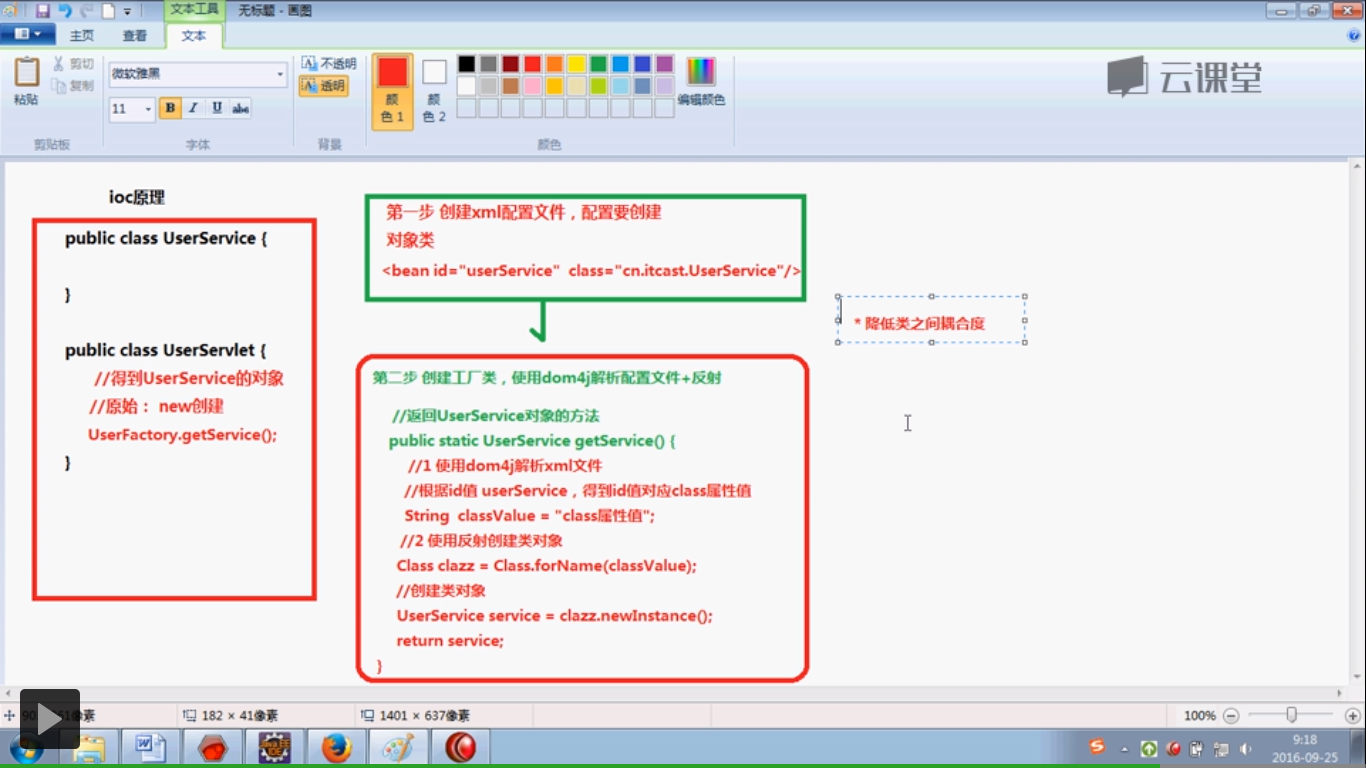 文本工具
无标题 - 画图
主页
查看
文本
粘贴
剪切
复制
剪贴板
微软雅黑
11
B I U abc
字体
不透明
透明
背景
颜
色 1
颜
色 2
编辑颜色
颜色
云课堂
ioc原理
public class UserService {
}
public class UserServlet {
//得到UserService的对象
//原始： new创建
UserFactory.getService();
}
第一步 创建xml配置文件，配置要创建
对象类
<bean id="userService" class="cn.itcast.UserService"/>
第二步 创建工厂类，使用dom4j解析配置文件+反射
//返回UserService对象的方法
public static UserService getService() {
//1 使用dom4j解析xml文件
//根据id值 userService，得到id值对应class属性值
String classValue = "class属性值";
//2 使用反射创建类对象
Class clazz = Class.forName(classValue);
//创建类对象
UserService service = clazz.newInstance();
return service;
}
* 降低类之间耦合度
182 × 41像素
1401 × 637像素
100%
9:18
2016-09-25